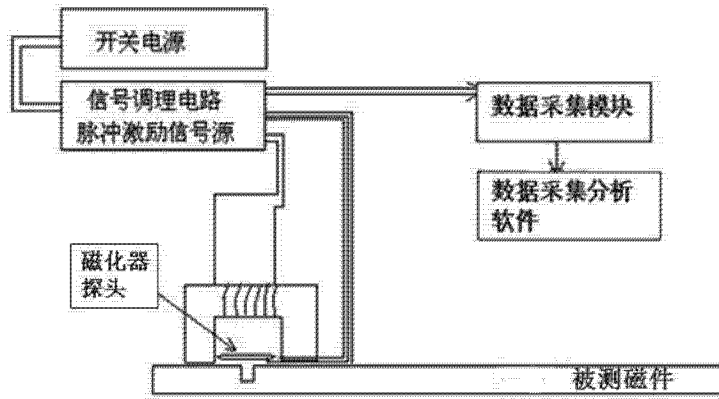 开关电源
信号调理电路
脉冲激励信号源
数据采集模块
数据采集分析
软件
磁化器
探头
被测磁件